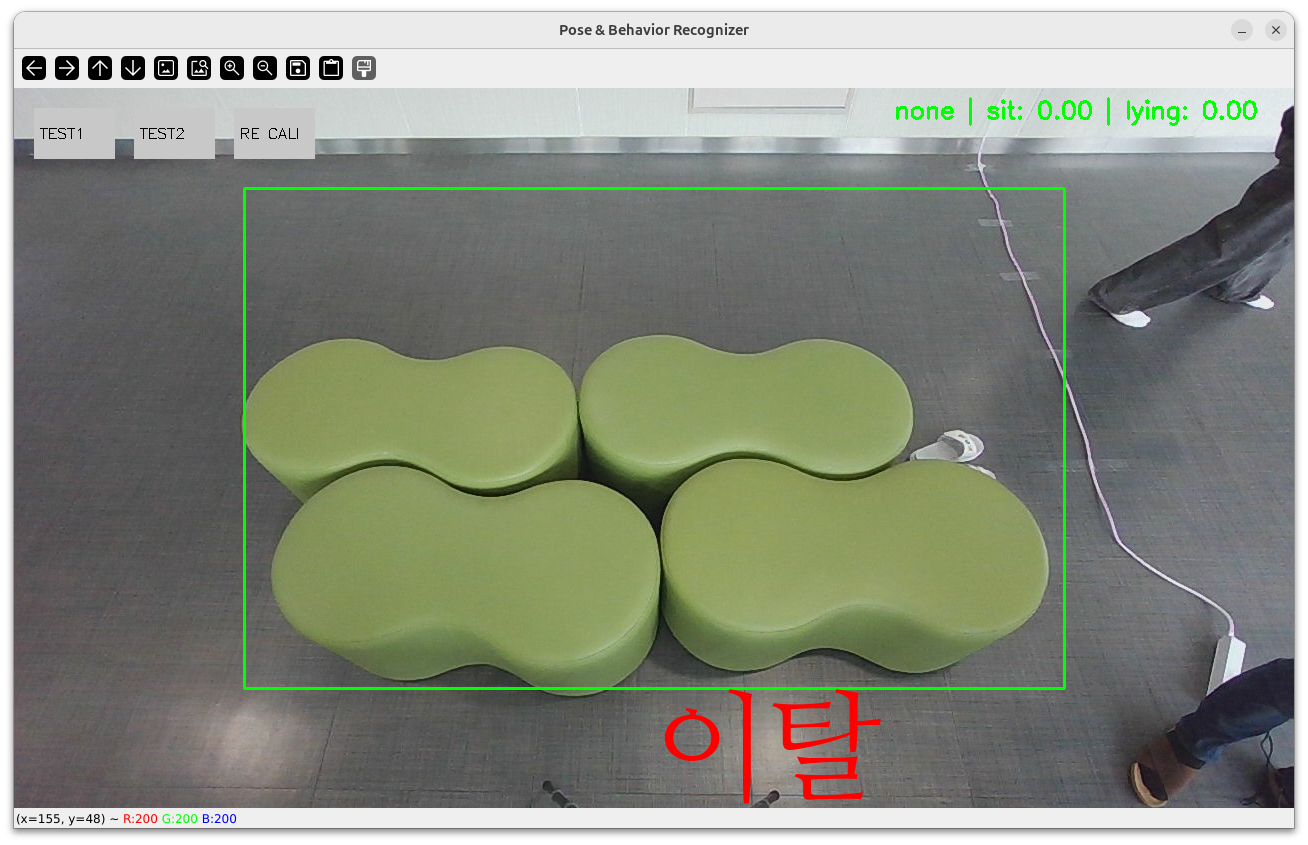 Pose & Behavior Recognizer
none | sit: 0.00 | lying: 0.00
TEST1
TEST2
RE CALI
이탈
(x=155, y=48) ~ R:200 G:200 B:200